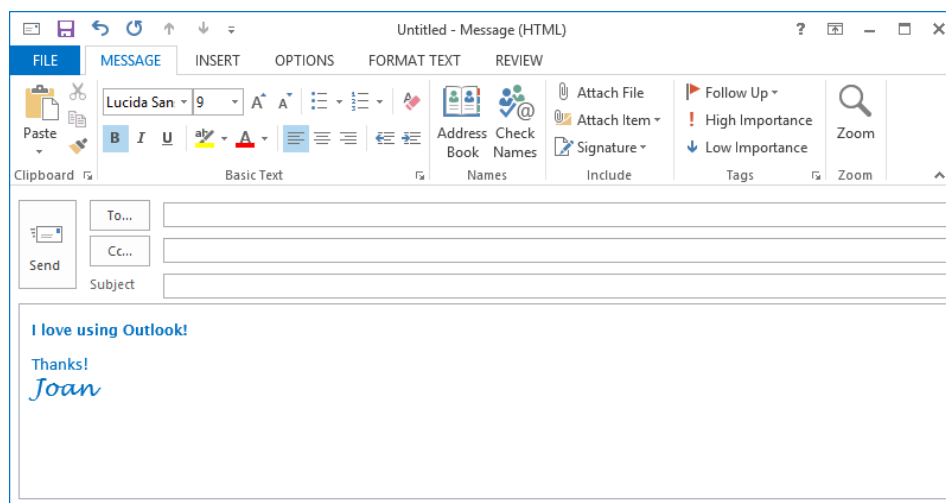 Untitled - Message (HTML) ?
FILE MESSAGE INSERT OPTIONS FORMAT TEXT REVIEW
Paste
Lucida San: 9 A A
B I U aby A
Address Book
Check Names
Attach File
Attach Item
Signature
Follow Up
! High Importance
Low Importance
Zoom
Clipboard Basic Text Names Include Tags Zoom
Send
To...
Cc...
Subject
I love using Outlook!
Thanks!
Joan